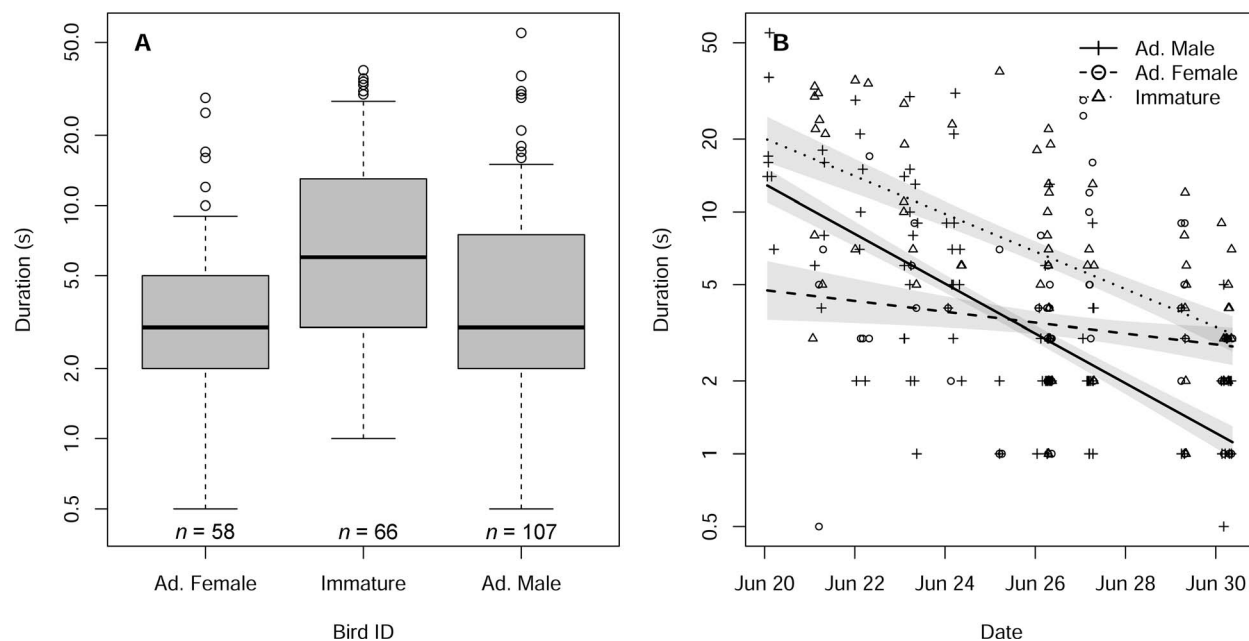 A
Duration (s)
50.0
20.0
10.0
5.0
2.0
1.0
0.5
n = 58
n = 66
n = 107
Ad. Female
Immature
Ad. Male
Bird ID
B
Ad. Male
Ad. Female
Immature
Duration (s)
50
20
10
5
2
1
0.5
Jun 20
Jun 22
Jun 24
Jun 26
Jun 28
Jun 30
Date